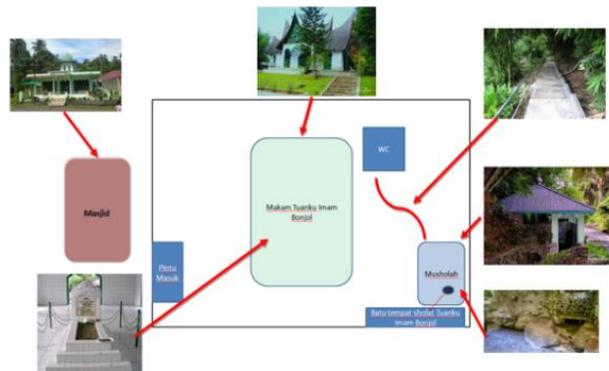 WC
Makam Tuanku Imam
Bonjol
Masjid
Pintu
Masuk
Musholah
Batu tempat sholat Tuanku
Imam Bonjol